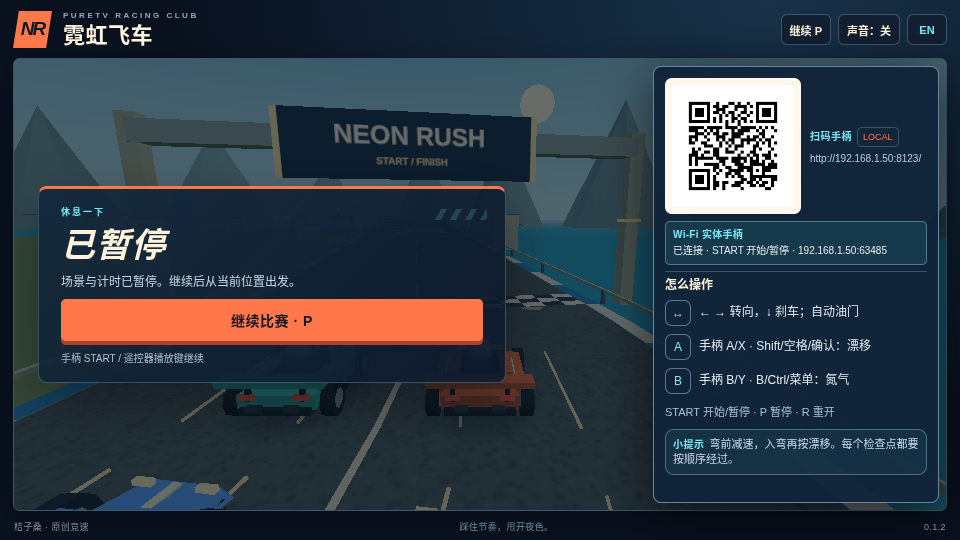 NR
PURETV RACING CLUB
霓虹飞车
继续 P
声音：关
EN
NEON RUSH
START / FINISH
休息一下
已暂停
场景与计时已暂停。继续后从当前位置出发。
继续比赛 · P
手柄 START / 遥控器播放键继续
扫码手柄 LOCAL
http://192.168.1.50:8123/
Wi-Fi 实体手柄
已连接 · START 开始/暂停 · 192.168.1.50:63485
怎么操作
↔ ← → 转向，↓ 刹车；自动油门
A 手柄 A/X · Shift/空格/确认：漂移
B 手柄 B/Y · B/Ctrl/菜单：氮气
START 开始/暂停 · P 暂停 · R 重开
小提示 弯前减速，入弯再按漂移。每个检查点都要
按顺序经过。
桔子桑 · 原创竞速
踩住节奏，甩开夜色。
0.1.2